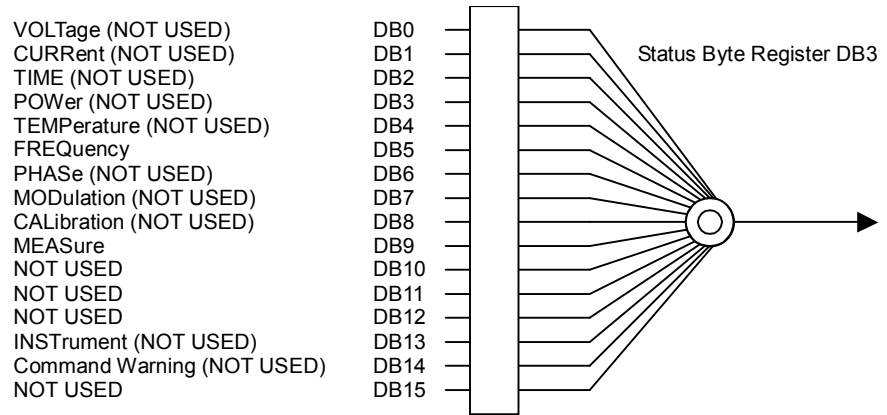 VOLTage (NOT USED) DB0
CURRent (NOT USED) DB1 Status Byte Register DB3
TIME (NOT USED) DB2
POWer (NOT USED) DB3
TEMPerature (NOT USED) DB4
FREQuency DB5
PHASe (NOT USED) DB6
MODulation (NOT USED) DB7
CALibration (NOT USED) DB8
MEASure DB9
NOT USED DB10
NOT USED DB11
NOT USED DB12
INSTrument (NOT USED) DB13
Command Warning (NOT USED) DB14
NOT USED DB15